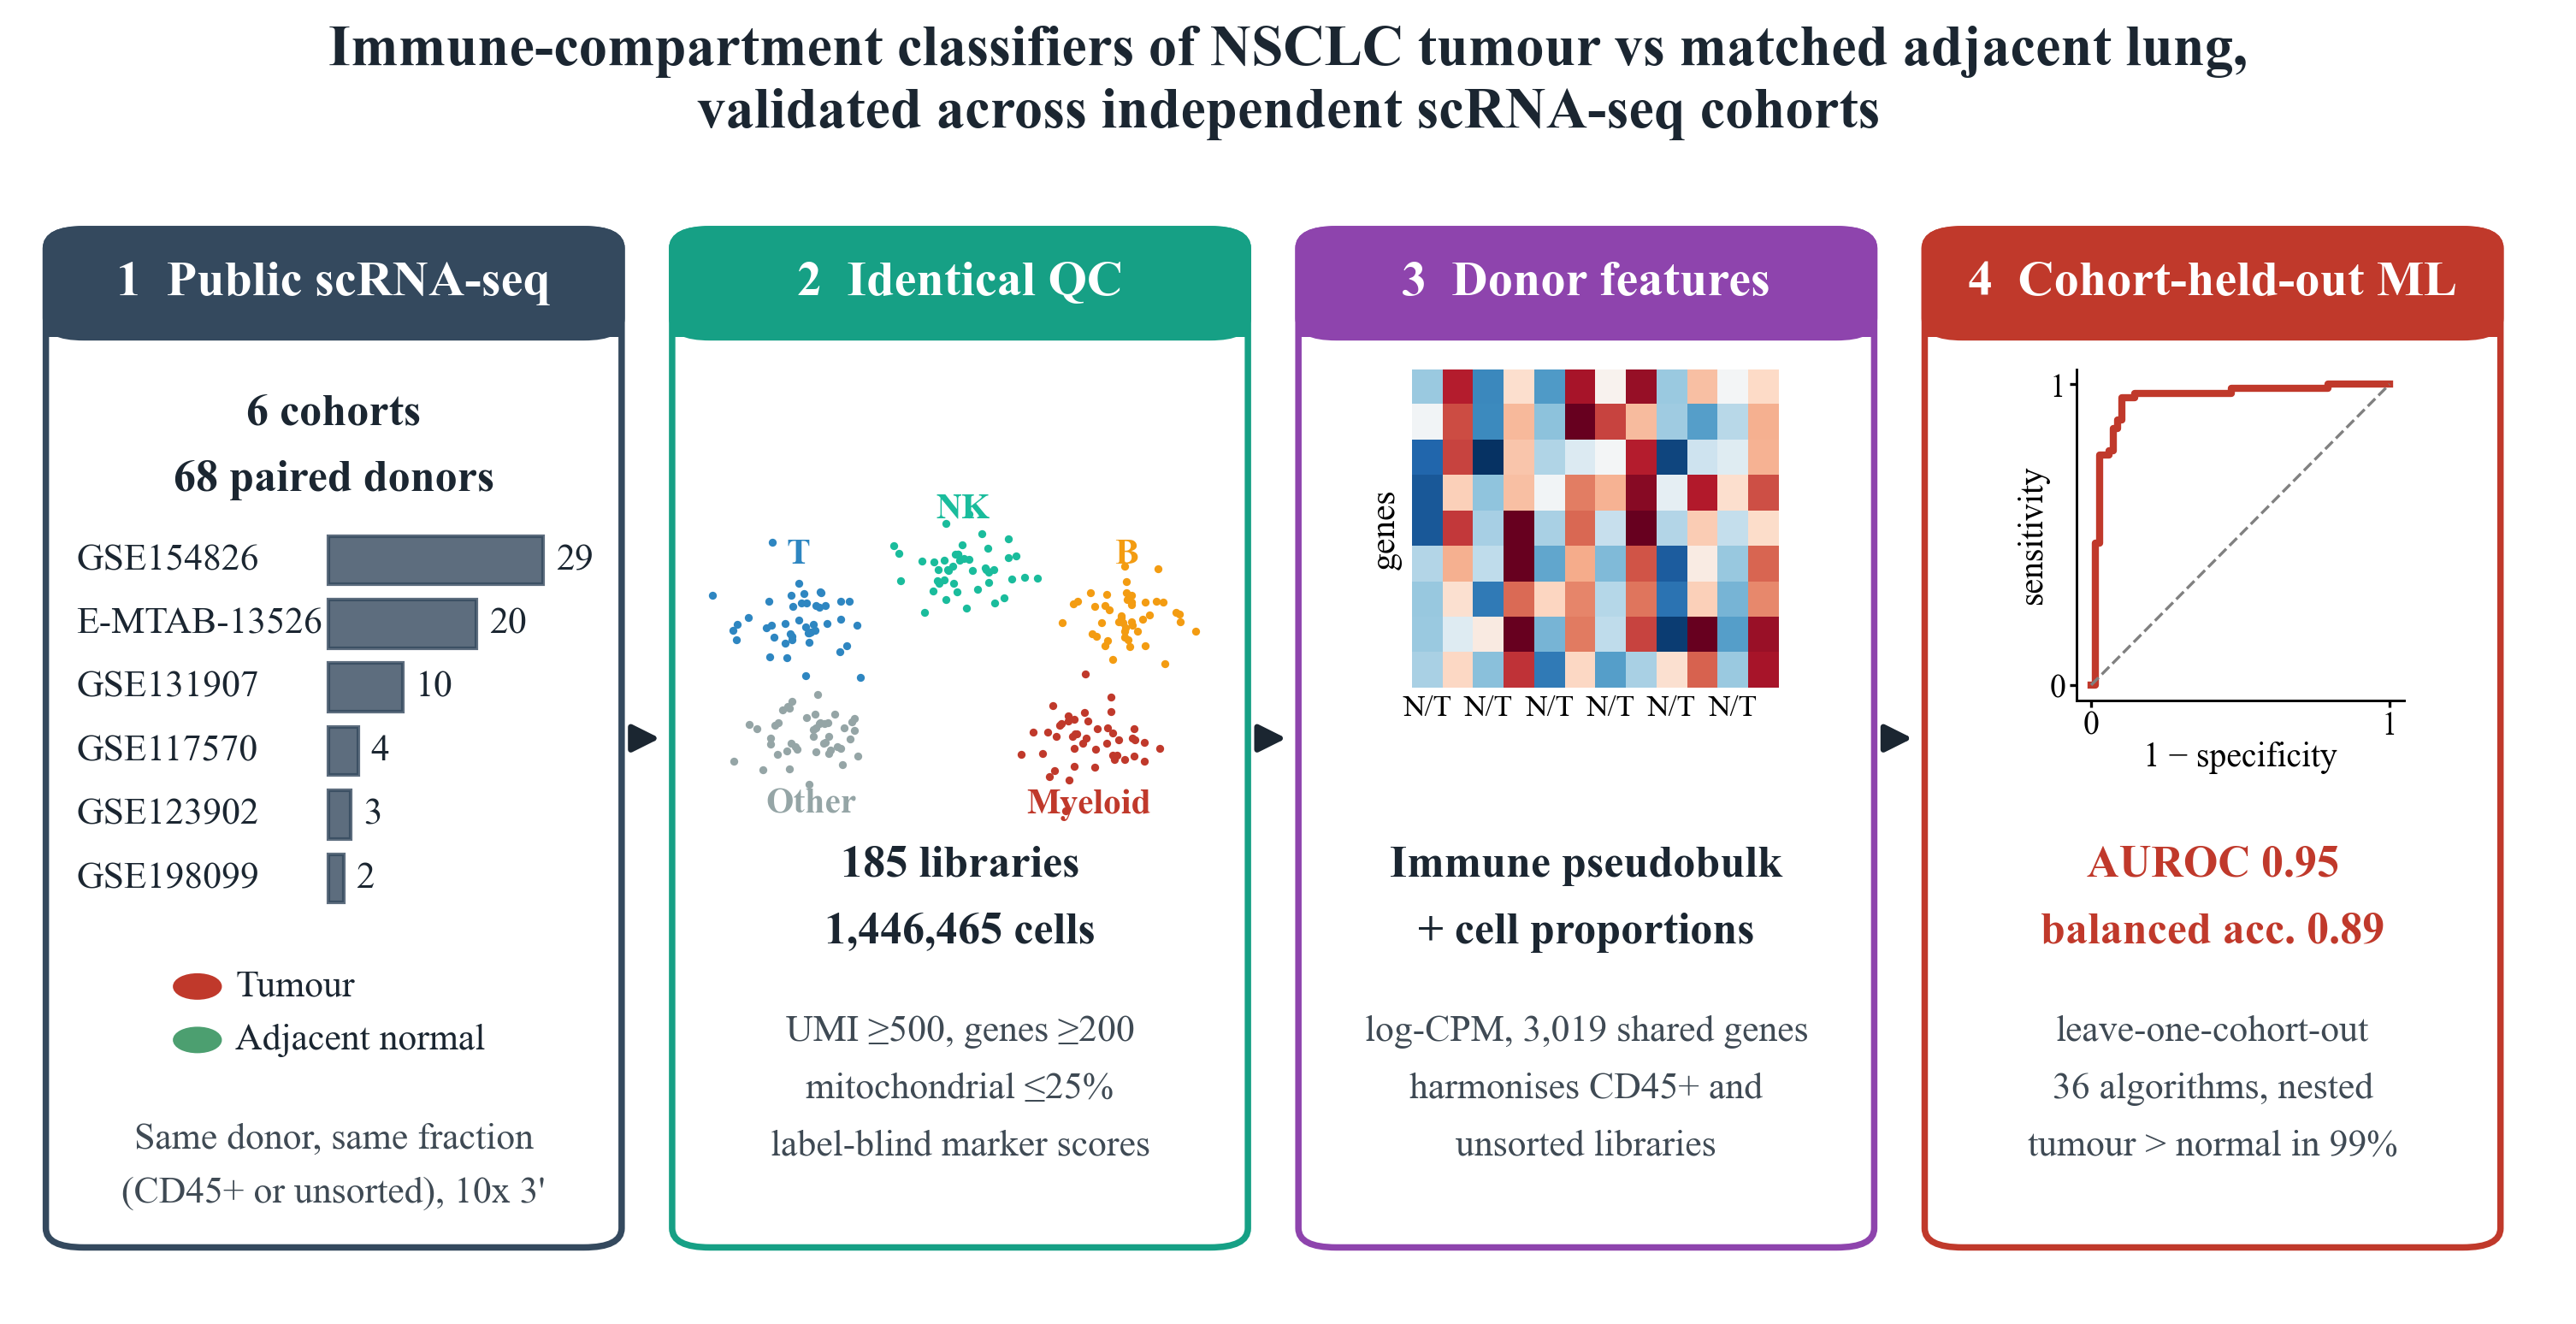 Immune-compartment classifiers of NSCLC tumour vs matched adjacent lung,
validated across independent scRNA-seq cohorts
1 Public scRNA-seq
6 cohorts
68 paired donors
GSE154826 29
E-MTAB-13526 20
GSE131907 10
GSE117570 4
GSE123902 3
GSE198099 2
Tumour
Adjacent normal
Same donor, same fraction
(CD45+ or unsorted), 10x 3'
2 Identical QC
NK
T
B
Other
Myeloid
185 libraries
1,446,465 cells
UMI ≥500, genes ≥200
mitochondrial ≤25%
label-blind marker scores
3 Donor features
genes
N/T N/T N/T N/T N/T N/T
Immune pseudobulk
+ cell proportions
log-CPM, 3,019 shared genes
harmonises CD45+ and
unsorted libraries
4 Cohort-held-out ML
1
sensitivity
0
0 1
1 − specificity
AUROC 0.95
balanced acc. 0.89
leave-one-cohort-out
36 algorithms, nested
tumour > normal in 99%